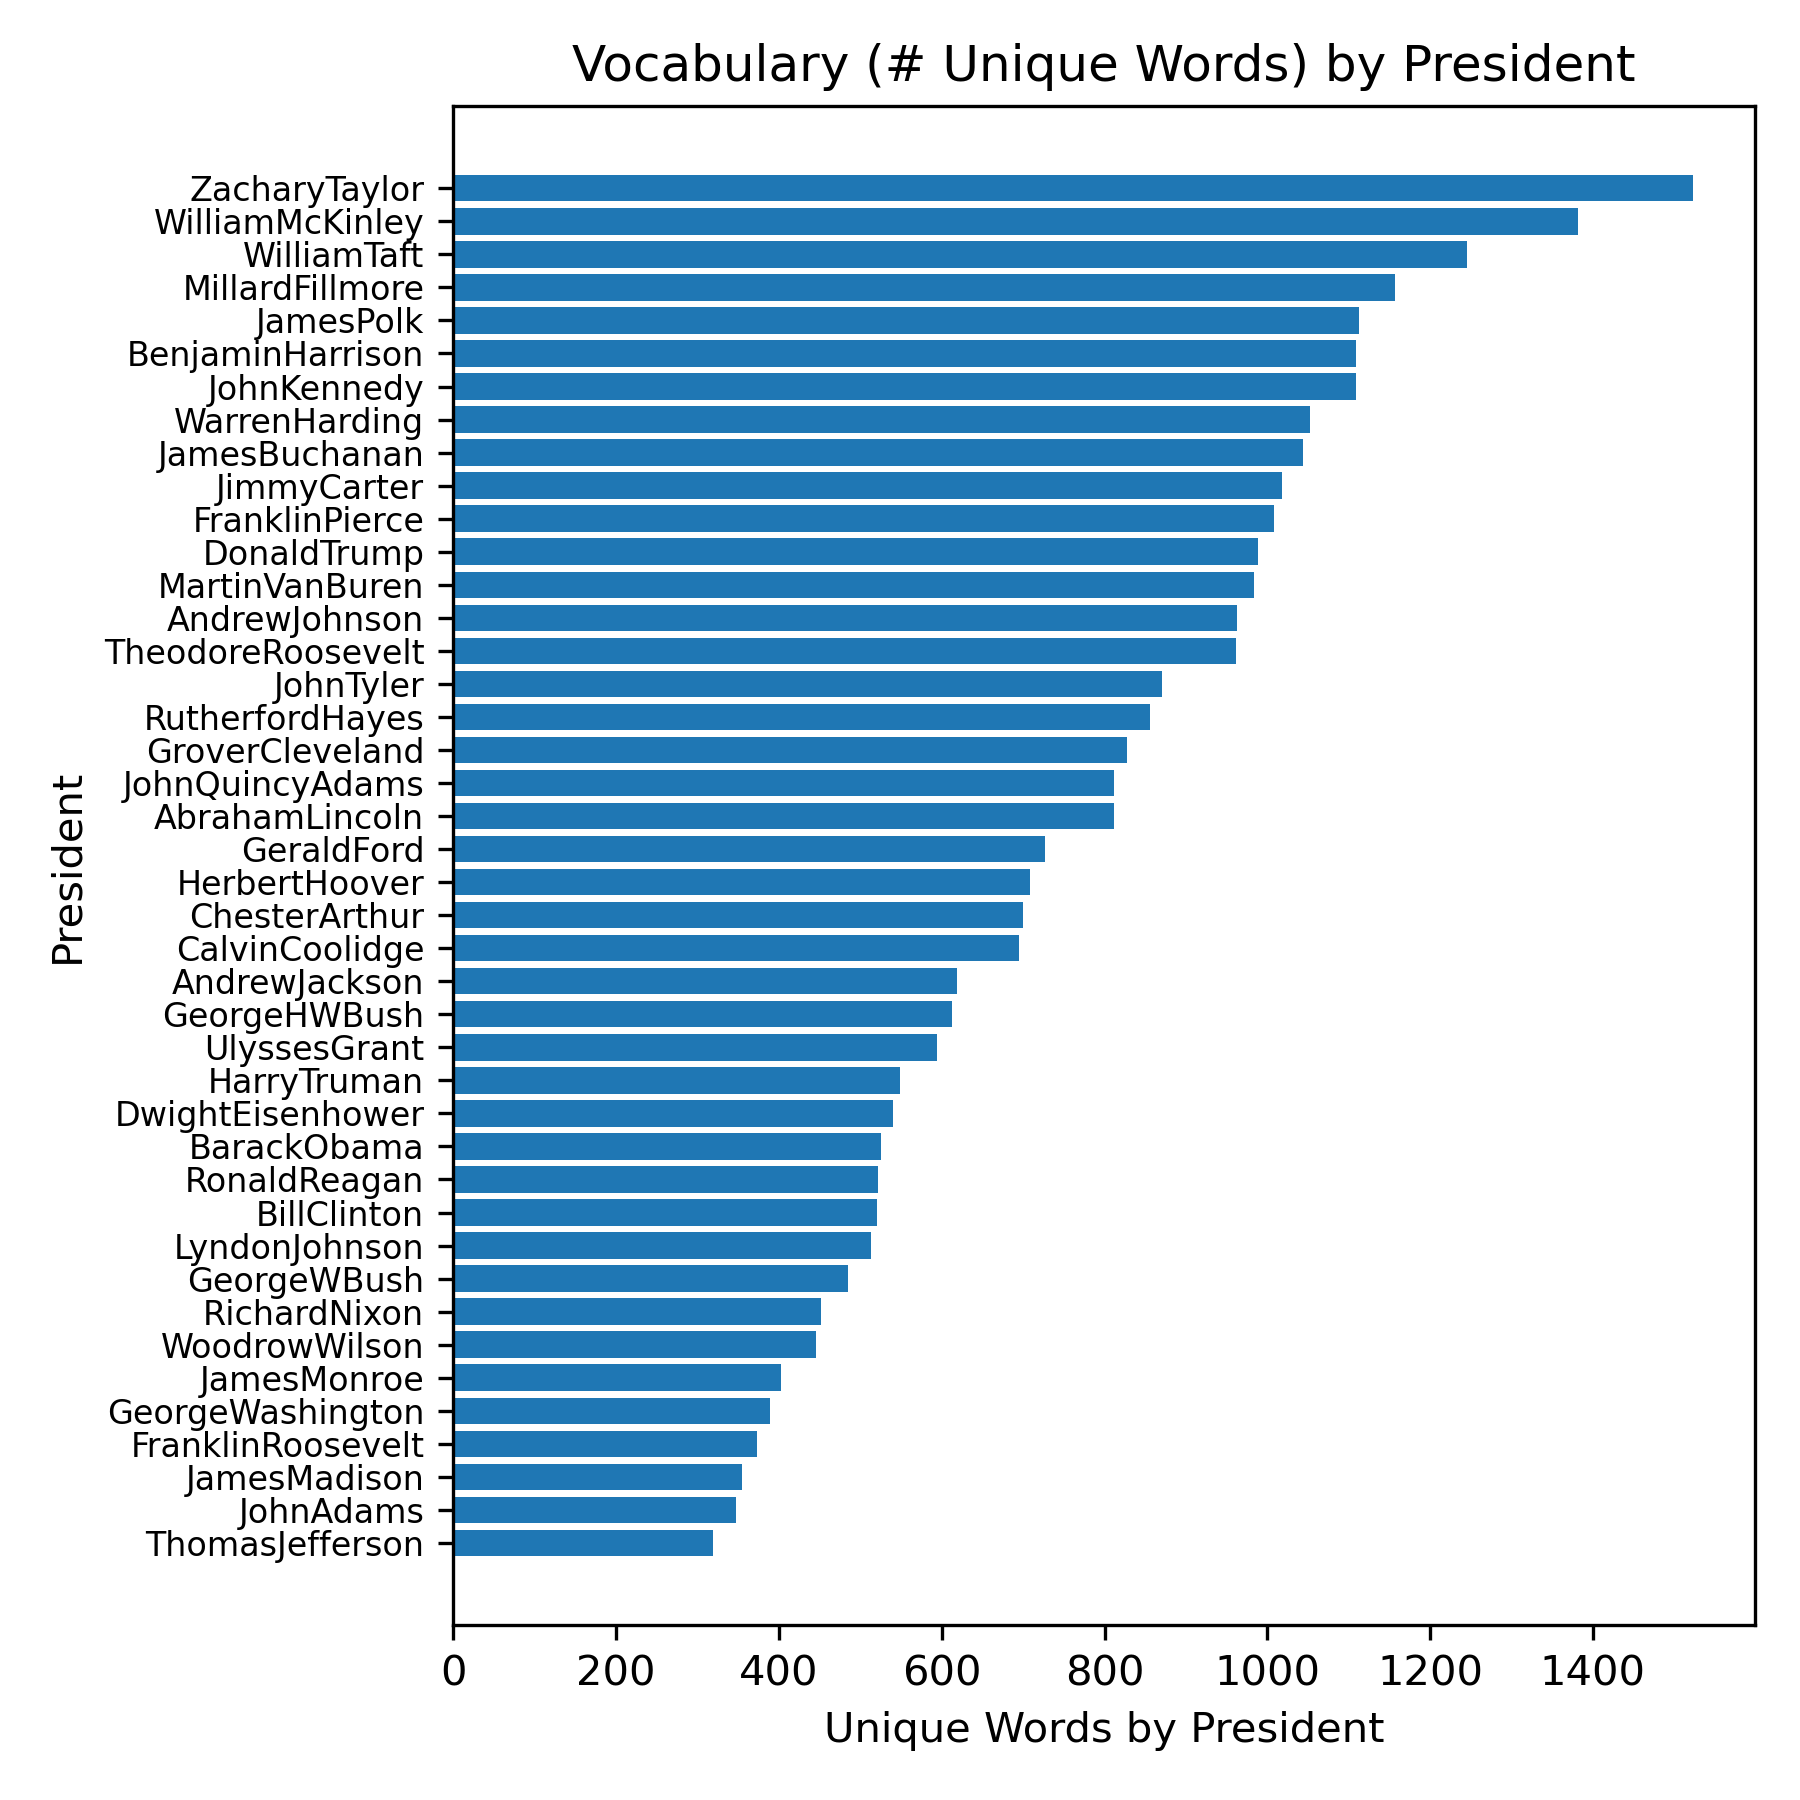 Vocabulary (# Unique Words) by President
ZacharyTaylor
WilliamMcKinley
WilliamTaft
MillardFillmore
JamesPolk
BenjaminHarrison
JohnKennedy
WarrenHarding
JamesBuchanan
JimmyCarter
FranklinPierce
DonaldTrump
MartinVanBuren
AndrewJohnson
TheodoreRoosevelt
JohnTyler
RutherfordHayes
GroverCleveland
JohnQuincyAdams
AbrahamLincoln
GeraldFord
HerbertHoover
ChesterArthur
CalvinCoolidge
AndrewJackson
GeorgeHWBush
UlyssesGrant
HarryTruman
DwightEisenhower
BarackObama
RonaldReagan
BillClinton
LyndonJohnson
GeorgeWBush
RichardNixon
WoodrowWilson
JamesMonroe
GeorgeWashington
FranklinRoosevelt
JamesMadison
JohnAdams
ThomasJefferson
President
0 200 400 600 800 1000 1200 1400
Unique Words by President